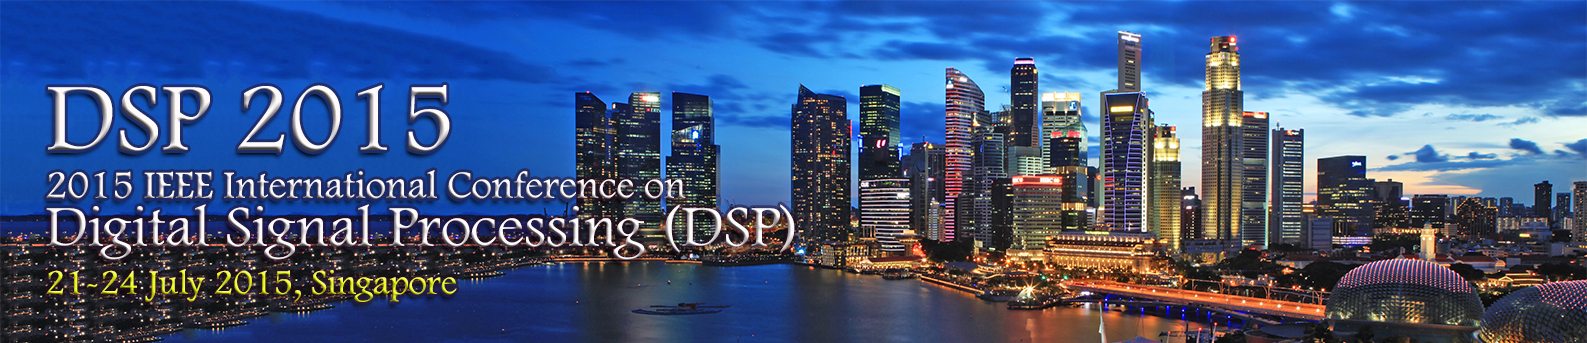 DSP 2015
2015 IEEE International Conference on
Digital Signal Processing (DSP)
21-24 July 2015, Singapore